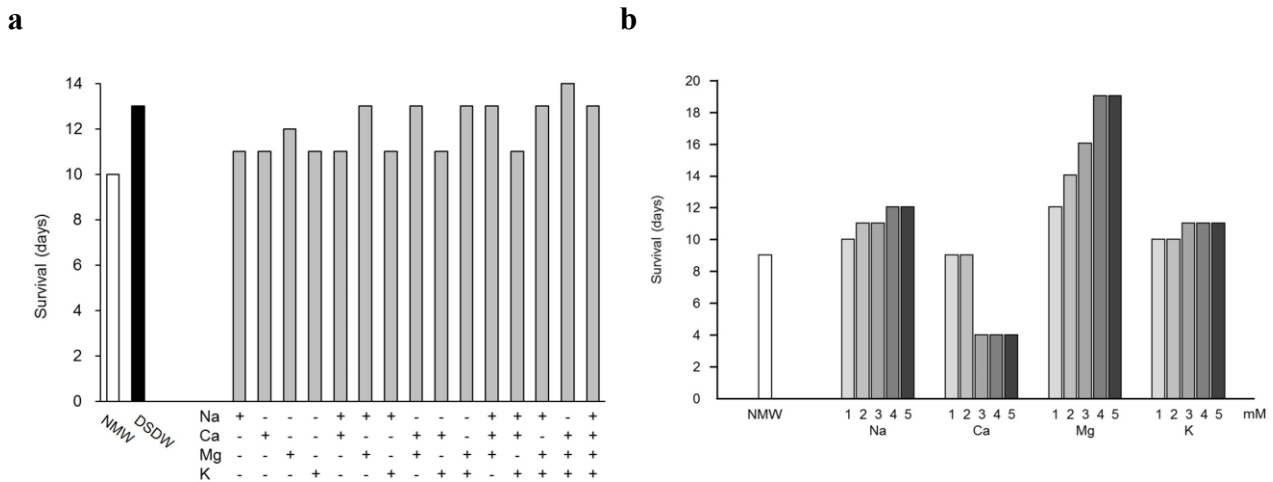 a
14
12
10
8
6
4
2
0
Survival (days)
NMW
DSDW
Na + - - - + + + - - - + + + - +
Ca - + - - + - - + + - + + - + +
Mg - - + - - + - + - + + - + + +
K - - - + - - + - + + - + + + +
b
20
18
16
14
12
10
8
6
4
2
0
Survival (days)
NMW 1 2 3 4 5 1 2 3 4 5 1 2 3 4 5 1 2 3 4 5 mM
Na Ca Mg K